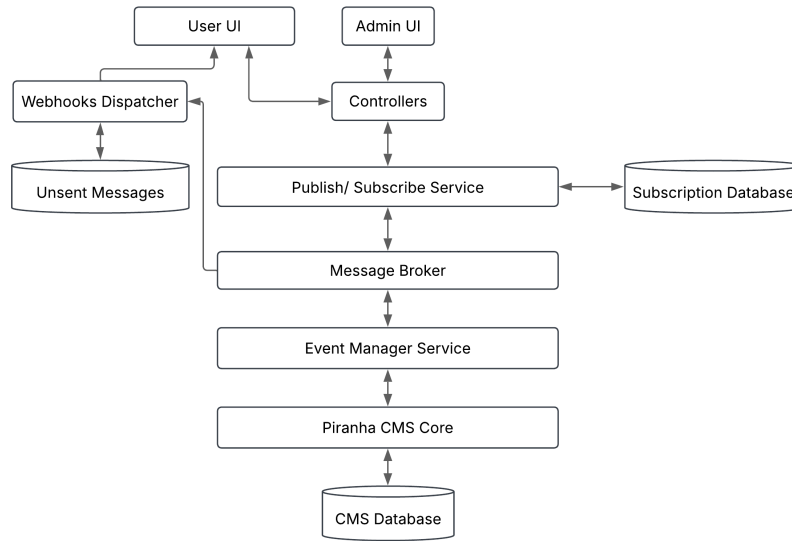 User UI
Admin UI
Webhooks Dispatcher
Controllers
Unsent Messages
Publish/ Subscribe Service
Subscription Database
Message Broker
Event Manager Service
Piranha CMS Core
CMS Database